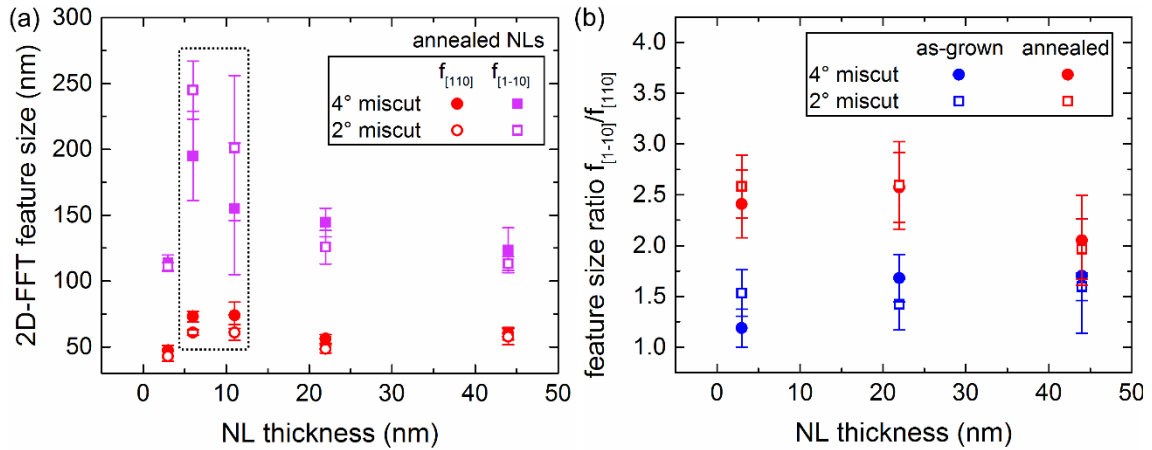 (a)
300
250
200
150
100
50
2D-FFT feature size (nm)
annealed NLs
f[110] f[1-10]
4° miscut
2° miscut
0 10 20 30 40 50
NL thickness (nm)
(b)
4.0
3.5
3.0
2.5
2.0
1.5
1.0
feature size ratio f[1-10]/f[110]
as-grown annealed
4° miscut
2° miscut
0 10 20 30 40 50
NL thickness (nm)